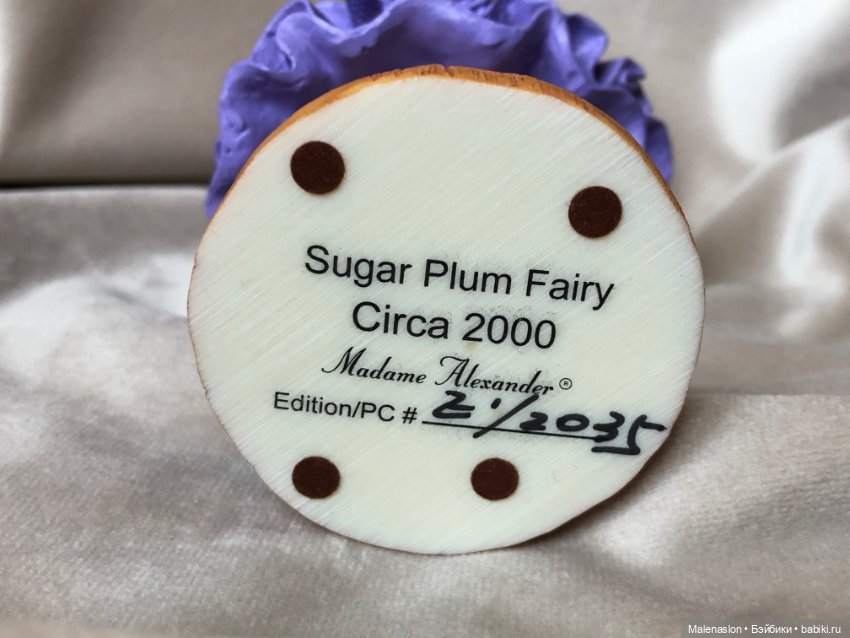 Sugar Plum Fairy
Circa 2000
Madame Alexander®
Edition/PC # 2./2035
Malenaslon • Бэйбики • babiki.ru